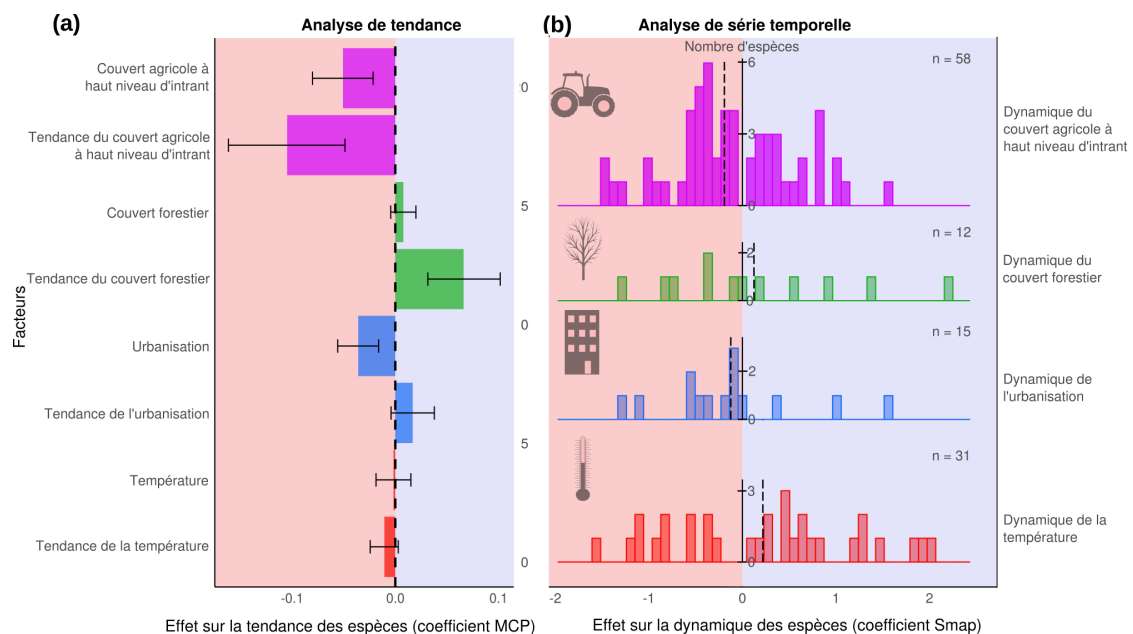 (a)
Analyse de tendance
Facteurs
Couvert agricole à
haut niveau d'intrant
Tendance du couvert agricole
à haut niveau d'intrant
Couvert forestier
Tendance du couvert forestier
Urbanisation
Tendance de l'urbanisation
Température
Tendance de la température
-0.1
0.0
0.1
Effet sur la tendance des espèces (coefficient MCP)
0
5
0
5
0
(b)
Analyse de série temporelle
Nombre d'espèces
n = 58
6
3
0
Dynamique du
couvert agricole à
haut niveau d'intrant
n = 12
2
0
Dynamique du
couvert forestier
n = 15
2
0
Dynamique de
l'urbanisation
n = 31
3
0
Dynamique de la
température
-2
-1
0
1
2
Effet sur la dynamique des espèces (coefficient Smap)